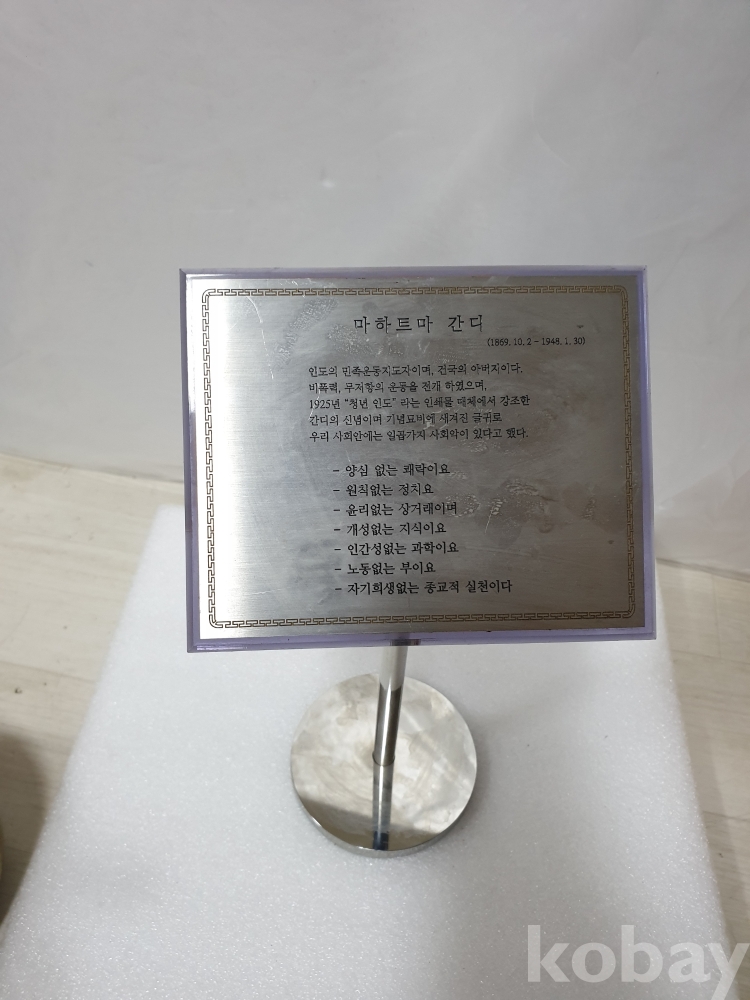 마하트마 간디
(1869. 10. 2 - 1948. 1. 30)
인도의 민족운동지도자이며, 건국의 아버지이다.
비폭력, 무저항의 운동을 전개 하였으며,
1925년 "청년 인도" 라는 인쇄물 매체에서 강조한
간디의 신념이며 기념묘비에 새겨진 글귀로
우리 사회안에는 일곱가지 사회악이 있다고 했다.
- 양심 없는 쾌락이요
- 원칙없는 정치요
- 윤리없는 상거래이며
- 개성없는 지식이요
- 인간성없는 과학이요
- 노동없는 부이요
- 자기희생없는 종교적 실천이다
kobay